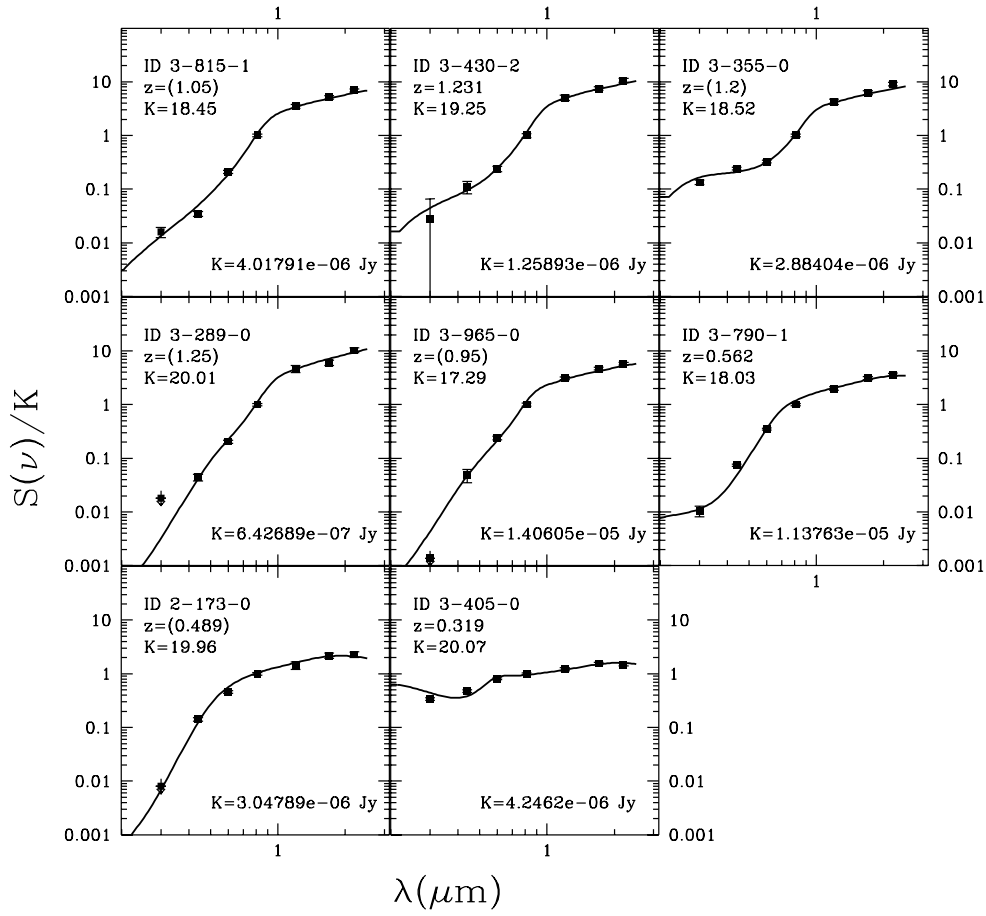 1 1 1
ID 3-815-1
z=(1.05)
K=18.45
K=4.01791e-06 Jy
ID 3-430-2
z=1.231
K=19.25
K=1.25893e-06 Jy
ID 3-355-0
z=(1.2)
K=18.52
K=2.88404e-06 Jy
10
1
0.1
0.01
0.001
10
1
0.1
0.01
0.001
ID 3-289-0
z=(1.25)
K=20.01
K=6.42689e-07 Jy
ID 3-965-0
z=(0.95)
K=17.29
K=1.40605e-05 Jy
ID 3-790-1
z=0.562
K=18.03
K=1.13763e-05 Jy
10
1
0.1
0.01
0.001
10
1
0.1
0.01
0.001
1
ID 2-173-0
z=(0.489)
K=19.96
K=3.04789e-06 Jy
ID 3-405-0
z=0.319
K=20.07
K=4.2462e-06 Jy
10
1
0.1
0.01
0.001
10
1
0.1
0.01
0.001
1 1
S(ν)/K
λ(μm)